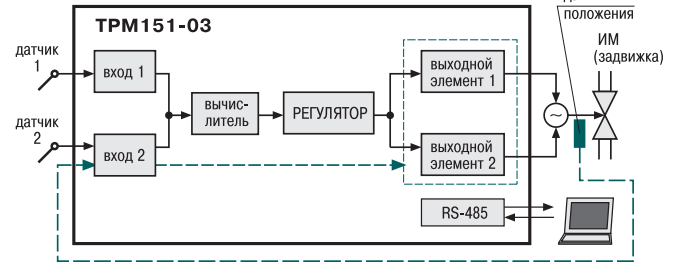 ТРМ151-03
положения
ИМ
(задвижка)
датчик
1
вход 1
вычис-
литель
РЕГУЛЯТОР
выходной
элемент 1
~
датчик
2
вход 2
выходной
элемент 2
RS-485